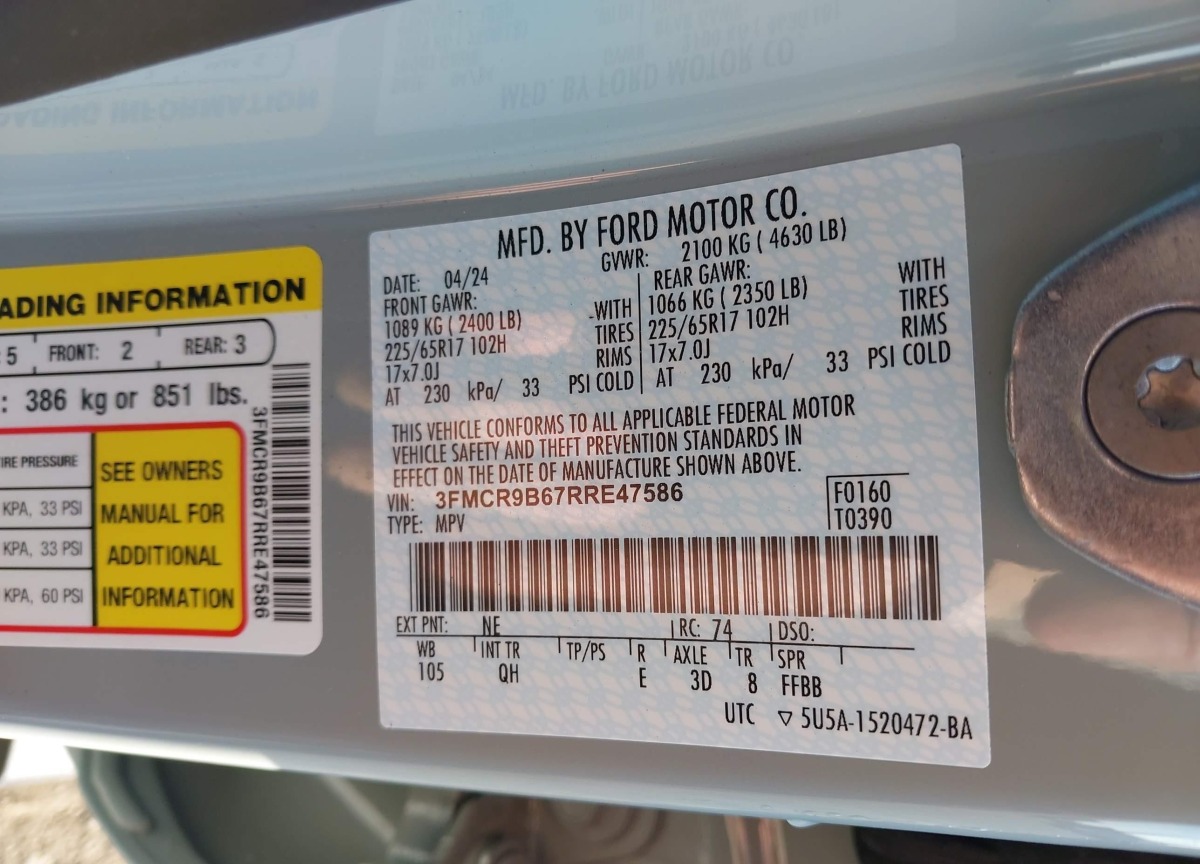 ADING INFORMATION
5 FRONT: 2 REAR: 3
: 386 kg or 851 lbs.
IRE PRESSURE
KPA, 33 PSI
KPA, 33 PSI
KPA, 60 PSI
SEE OWNERS
MANUAL FOR
ADDITIONAL
INFORMATION
3FMCR9B67RRE47586
MFD. BY FORD MOTOR CO.
DATE: 04/24 GVWR: 2100 KG ( 4630 LB)
FRONT GAWR:
1089 KG ( 2400 LB) WITH
225/65R17 102H TIRES
17x7.0J RIMS
AT 230 kPa/ 33 PSI COLD
REAR GAWR:
1066 KG ( 2350 LB) WITH
225/65R17 102H TIRES
17x7.0J RIMS
AT 230 kPa/ 33 PSI COLD
THIS VEHICLE CONFORMS TO ALL APPLICABLE FEDERAL MOTOR
VEHICLE SAFETY AND THEFT PREVENTION STANDARDS IN
EFFECT ON THE DATE OF MANUFACTURE SHOWN ABOVE.
VIN: 3FMCR9B67RRE47586
TYPE: MPV
F0160
T0390
EXT PNT: NE RC: 74 DSO:
WB INT TR TP/PS R AXLE TR SPR
105 QH E 3D 8 FFBB
UTC ▽ 5U5A-1520472-BA